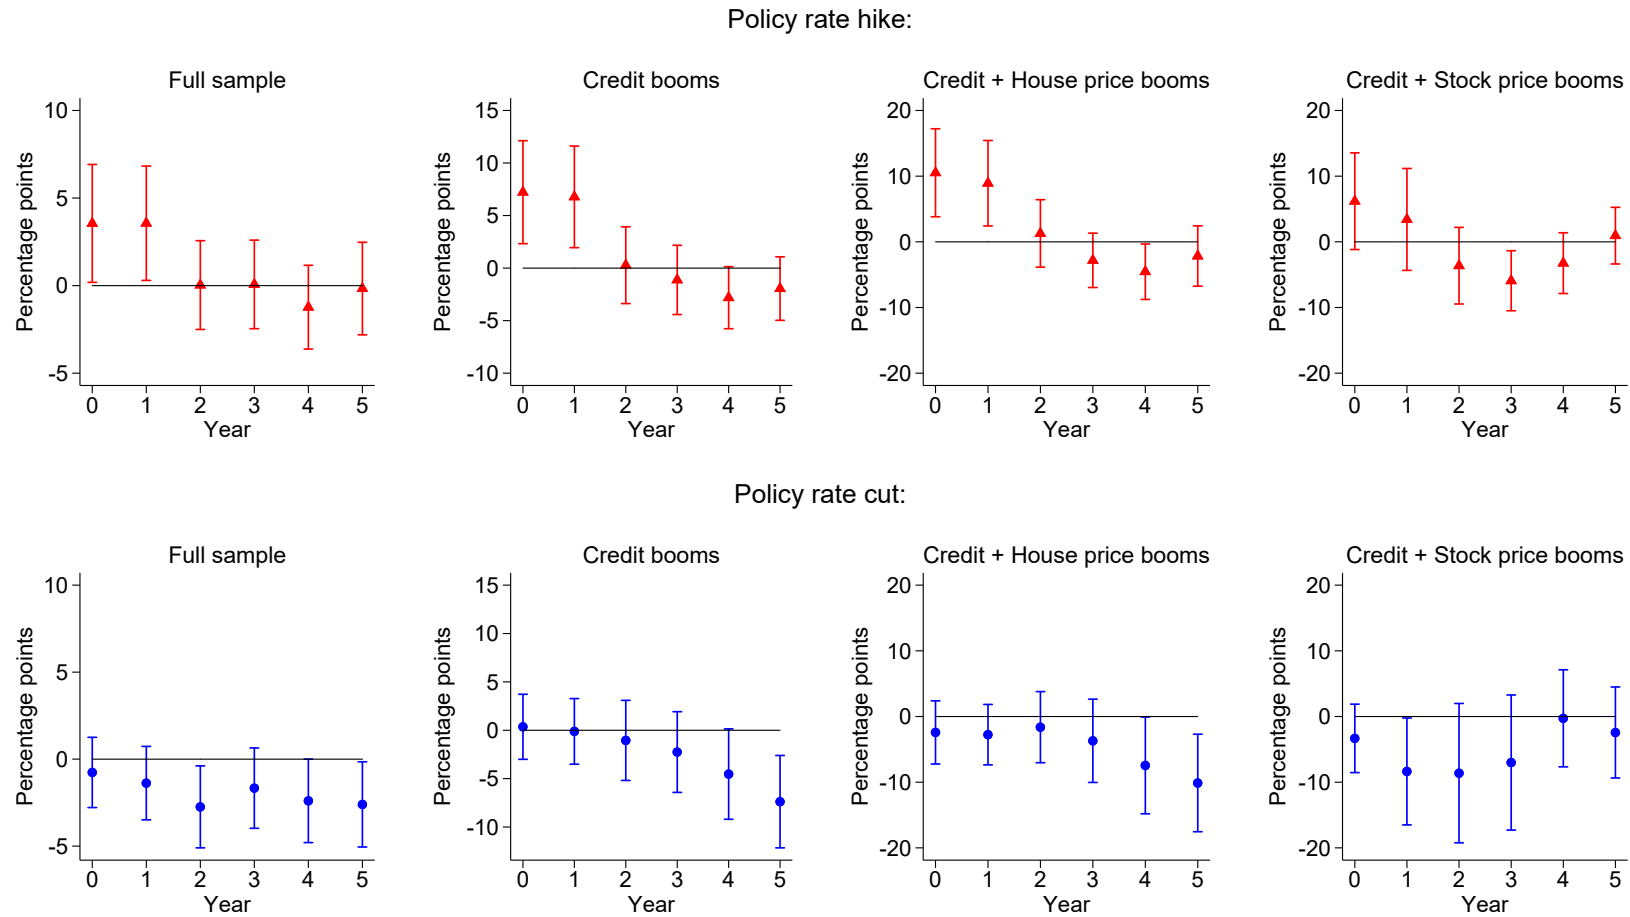 Policy rate hike:
Full sample
Credit booms
Credit + House price booms
Credit + Stock price booms
Percentage points
10
5
0
-5
0 1 2 3 4 5
Year
Percentage points
15
10
5
0
-5
-10
0 1 2 3 4 5
Year
Percentage points
20
10
0
-10
-20
0 1 2 3 4 5
Year
Percentage points
20
10
0
-10
-20
0 1 2 3 4 5
Year
Policy rate cut:
Full sample
Credit booms
Credit + House price booms
Credit + Stock price booms
Percentage points
10
5
0
-5
0 1 2 3 4 5
Year
Percentage points
15
10
5
0
-5
-10
0 1 2 3 4 5
Year
Percentage points
20
10
0
-10
-20
0 1 2 3 4 5
Year
Percentage points
20
10
0
-10
-20
0 1 2 3 4 5
Year